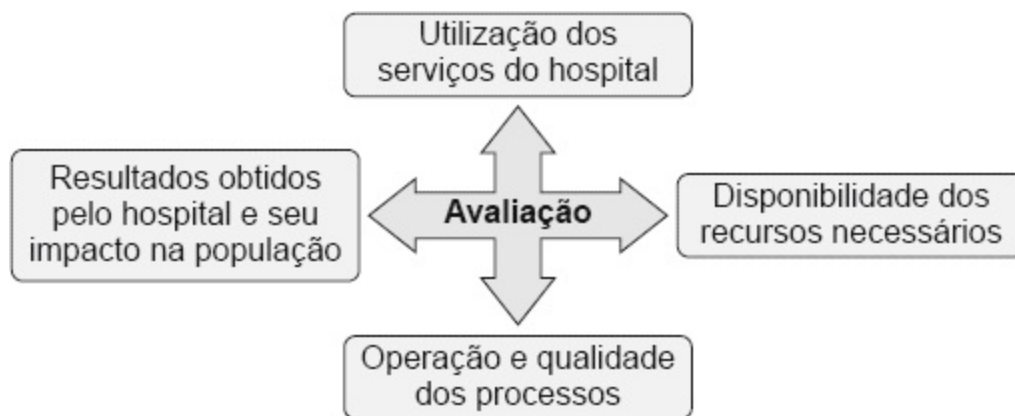 Utilização dos
serviços do hospital
Resultados obtidos
pelo hospital e seu
impacto na população
Avaliação
Disponibilidade dos
recursos necessários
Operação e qualidade
dos processos